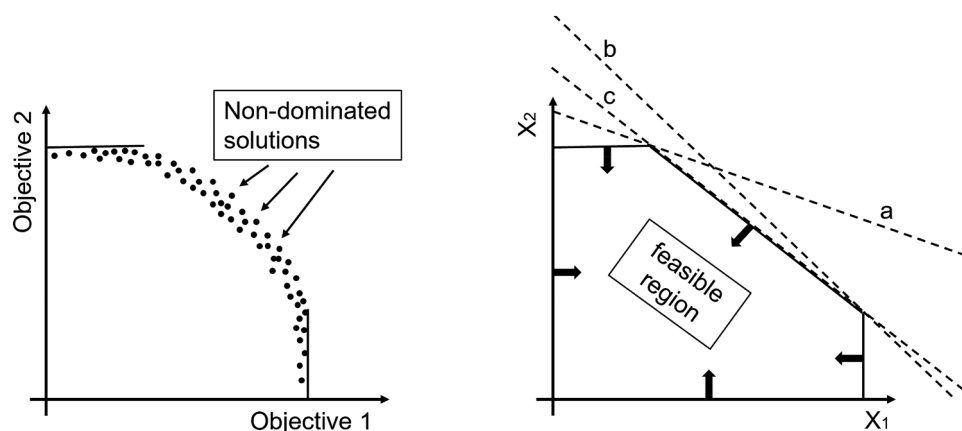 Non-dominated
solutions
Objective 2
Objective 1
b
c
a
X2
feasible
region
X1